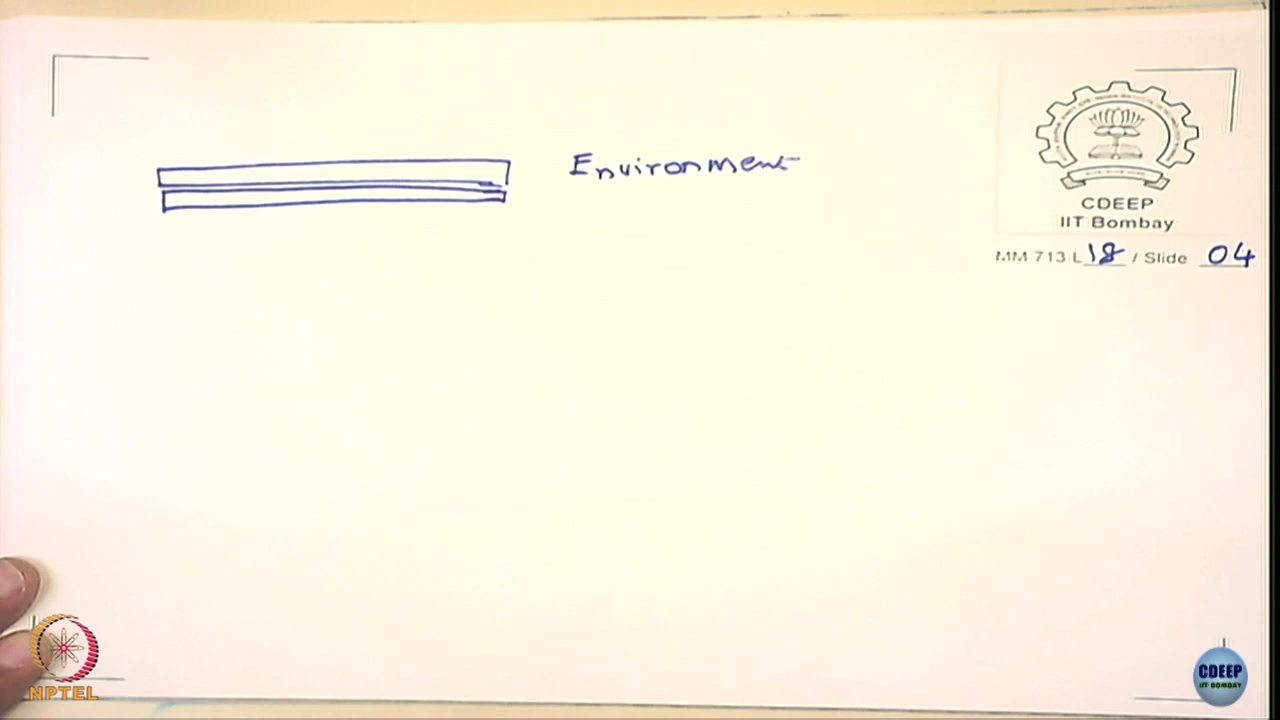 Environment
CDEEP
IIT Bombay
MM 713 L 18 / Slide 04
NPTEL
CDEEP
IIT BOMBAY